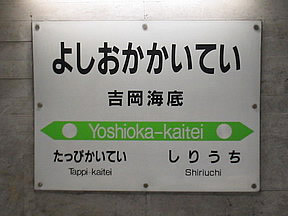 よしおかかいてい
吉岡海底
Yoshioka-kaitei
たっぴかいてい しりうち
Tappi-kaitei Shiriuchi